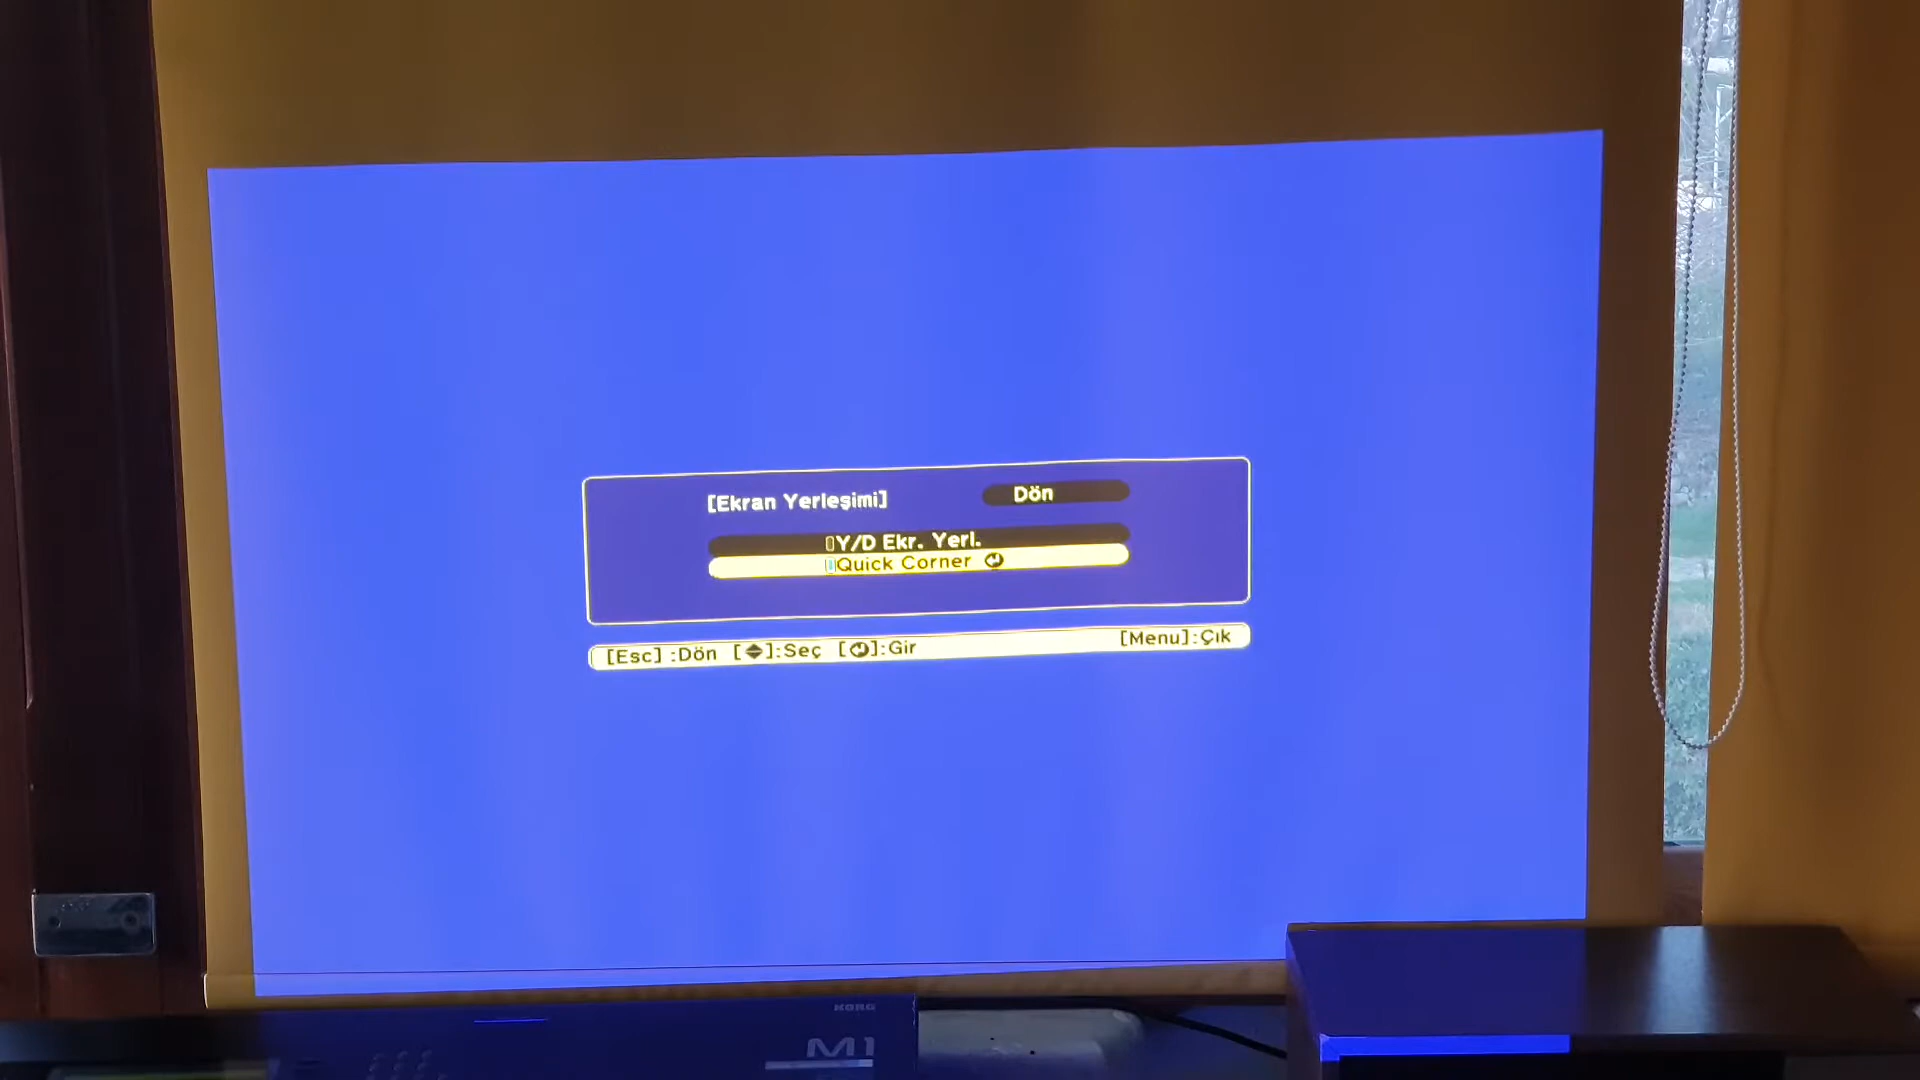 [Ekran Yerleşimi] Dön
Y/D Ekr. Yerl.
Quick Corner
[Esc] :Dön []:Seç []:Gir [Menu]:Çık
KORG
M1